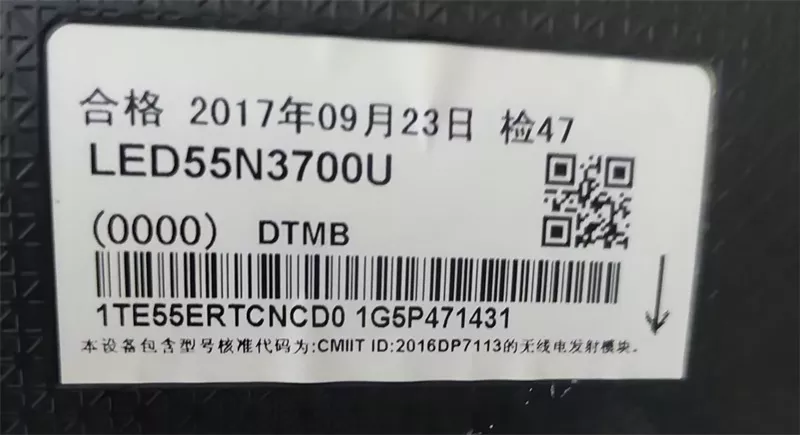 合格 2017年09月23日 检47
LED55N3700U
(0000) DTMB
1TE55ERTCNCD0 1G5P471431
本设备包含型号核准代码为:CMIIT ID:2016DP7113的无线电发射模块。